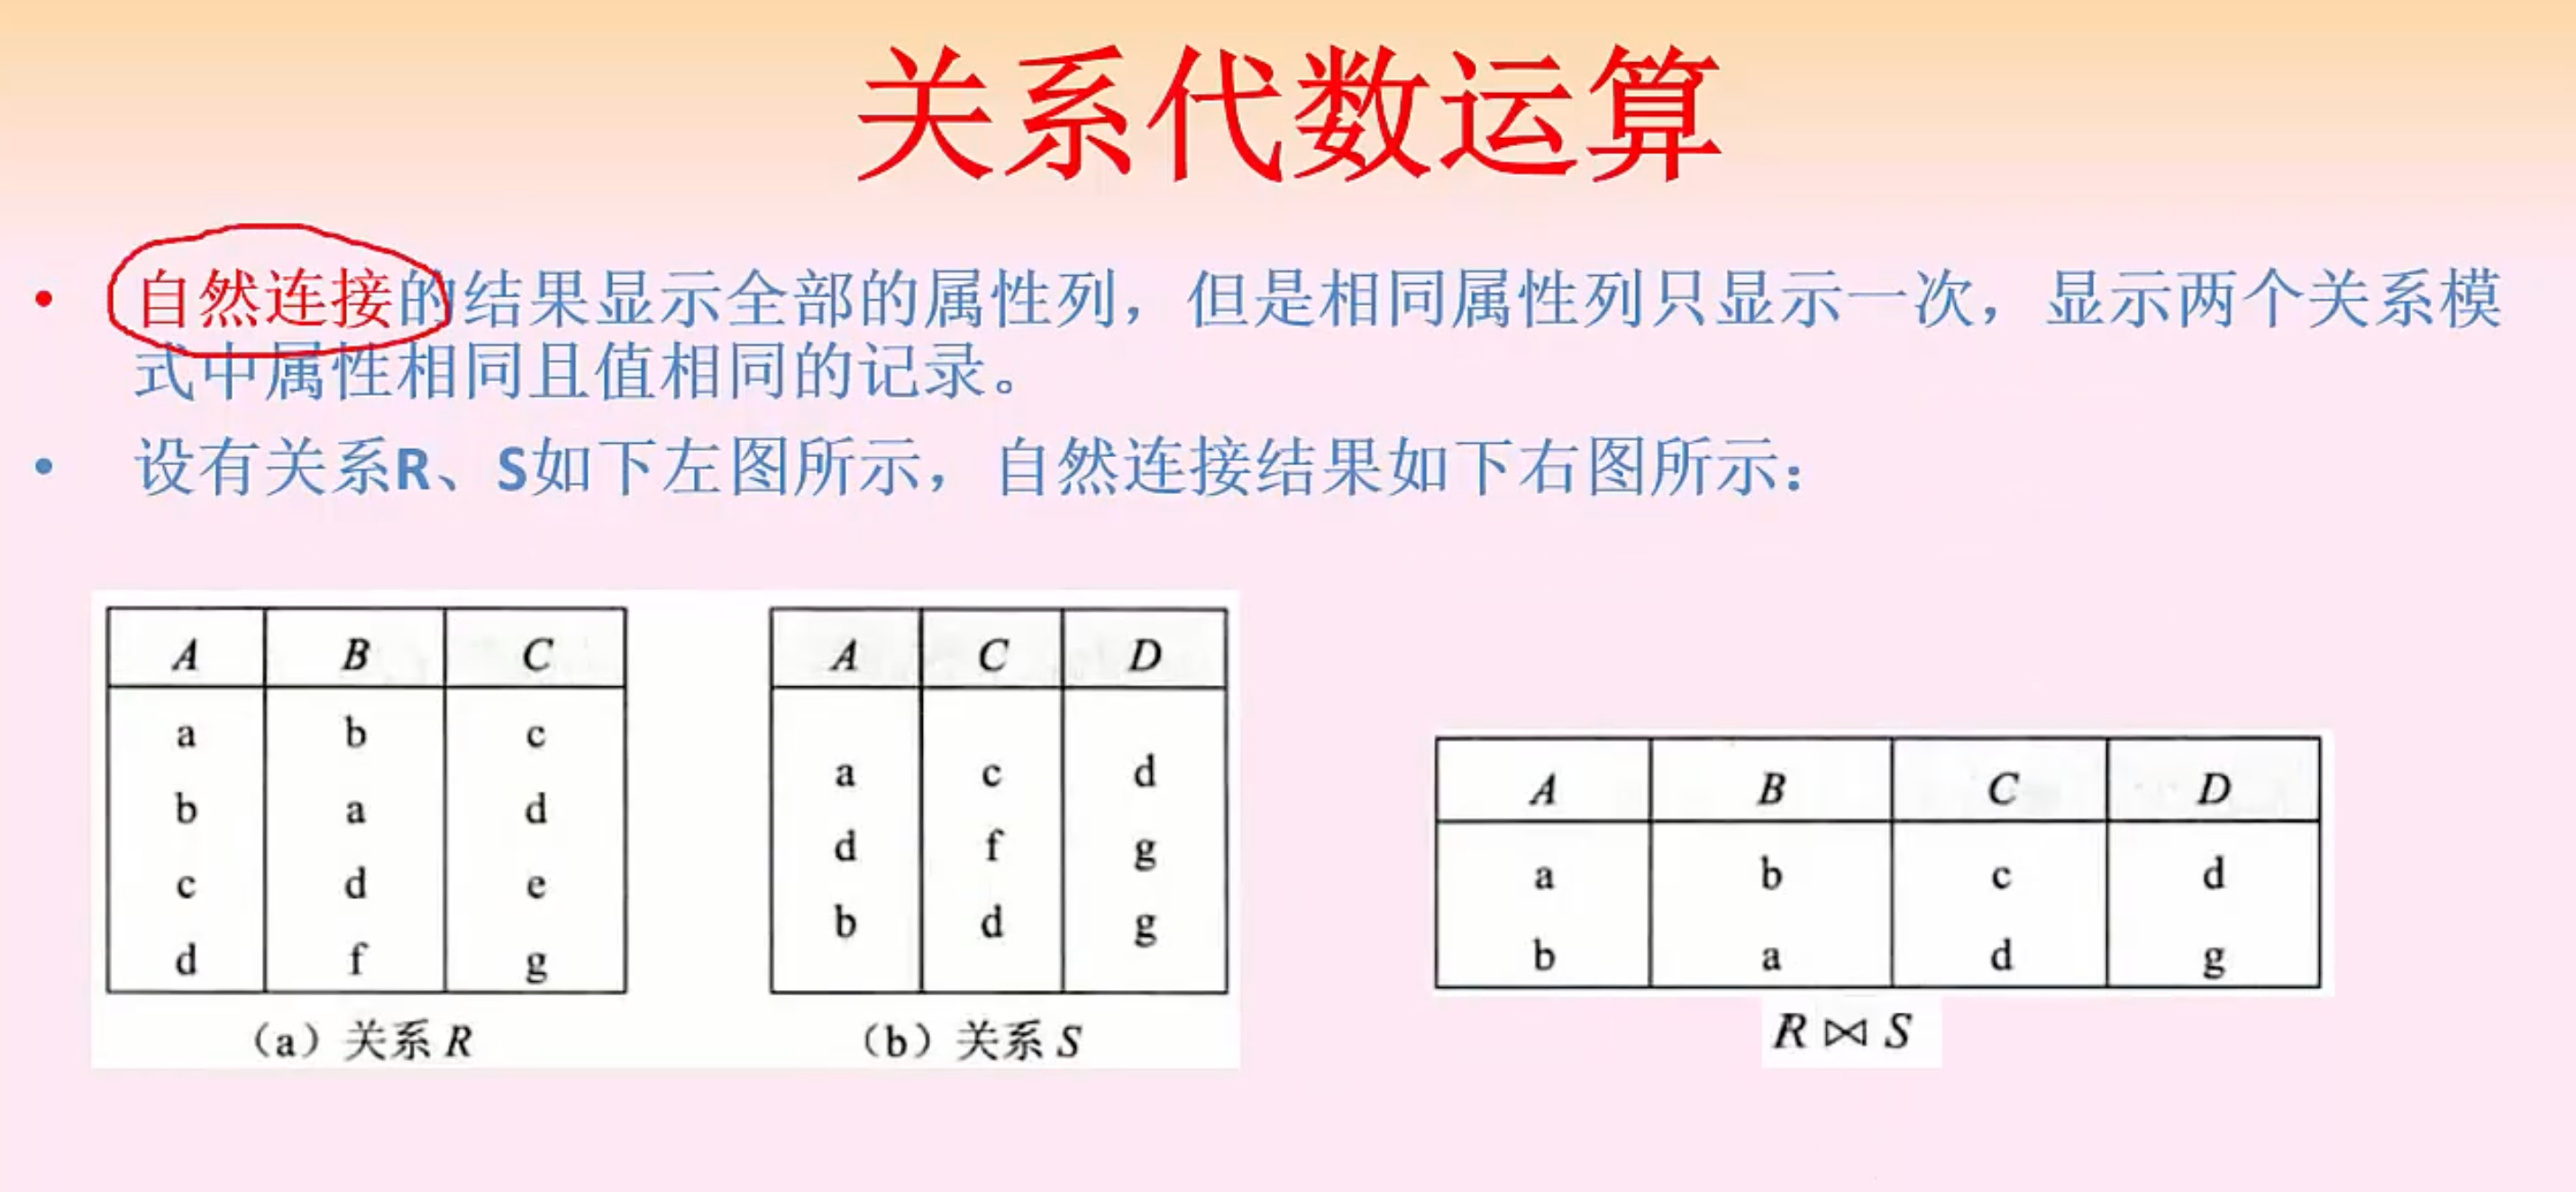 关系代数运算
• 自然连接的结果显示全部的属性列，但是相同属性列只显示一次，显示两个关系模
式中属性相同且值相同的记录。
• 设有关系R、S如下左图所示，自然连接结果如下右图所示：
A B C
a b c
b a d
c d e
d f g
（a）关系 R
A C D
a c d
d f g
b d g
（b）关系 S
A B C D
a b c d
b a d g
R ⋈ S